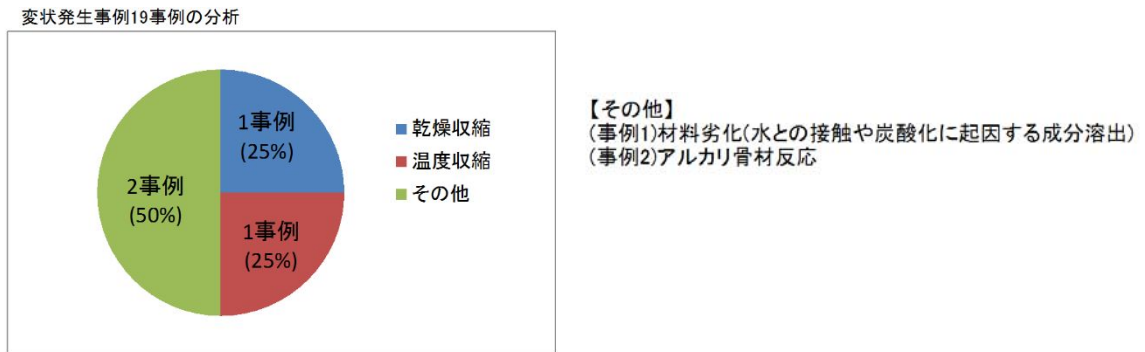 変状発生事例19事例の分析
1事例
(25%)
2事例
(50%)
1事例
(25%)
乾燥収縮
温度収縮
その他
【その他】
(事例1)材料劣化(水との接触や炭酸化に起因する成分溶出)
(事例2)アルカリ骨材反応